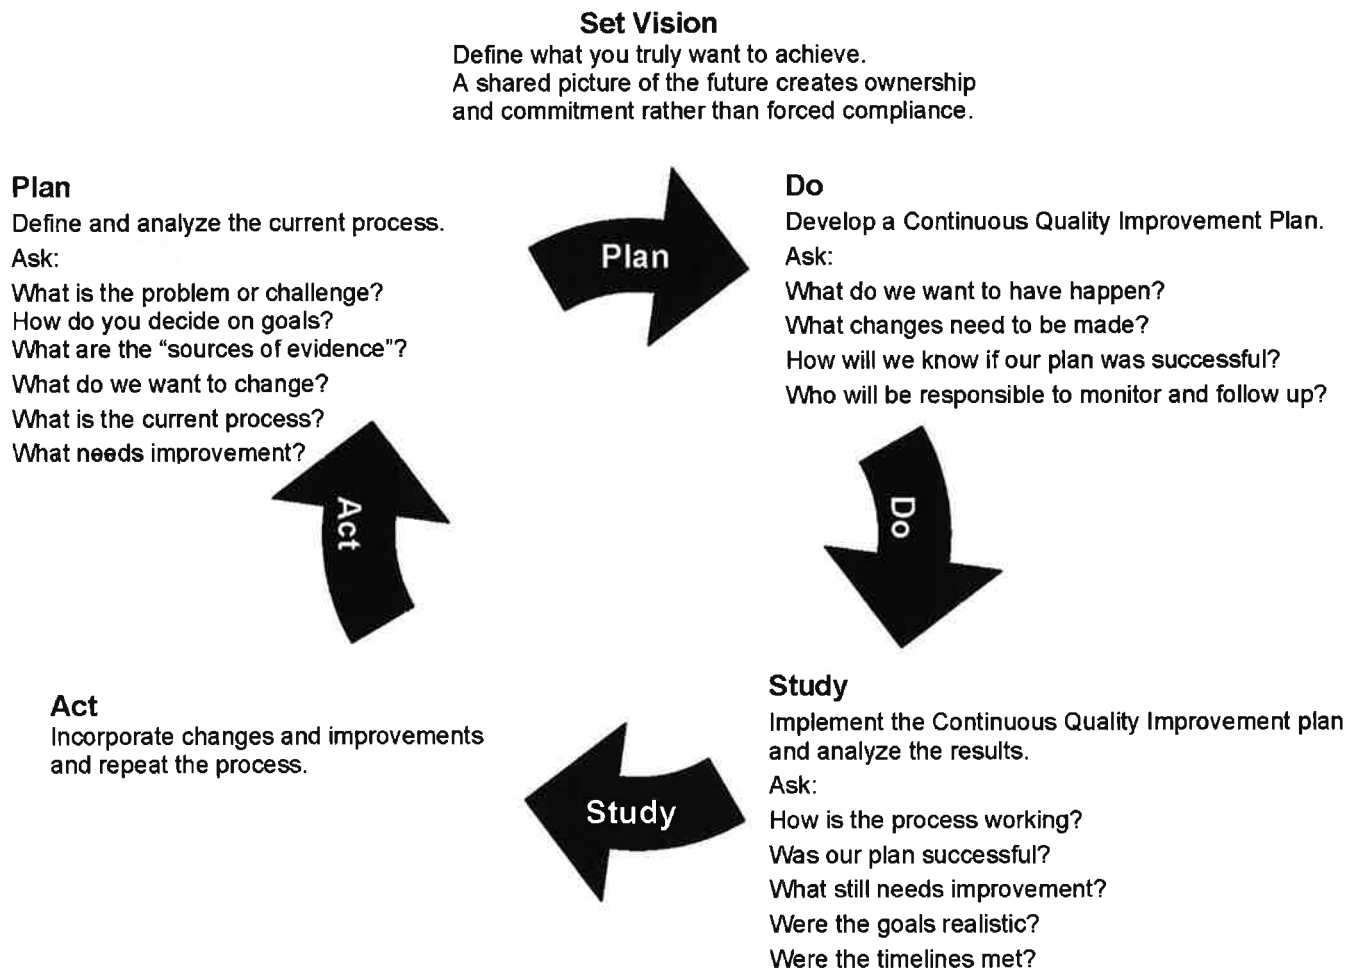 Set Vision
Define what you truly want to achieve.
A shared picture of the future creates ownership
and commitment rather than forced compliance.
Plan
Define and analyze the current process.
Ask:
What is the problem or challenge?
How do you decide on goals?
What are the “sources of evidence”?
What do we want to change?
What is the current process?
What needs improvement?
Plan
Do
Develop a Continuous Quality Improvement Plan.
Ask:
What do we want to have happen?
What changes need to be made?
How will we know if our plan was successful?
Who will be responsible to monitor and follow up?
Act
Do
Act
Incorporate changes and improvements
and repeat the process.
Study
Study
Implement the Continuous Quality Improvement plan
and analyze the results.
Ask:
How is the process working?
Was our plan successful?
What still needs improvement?
Were the goals realistic?
Were the timelines met?